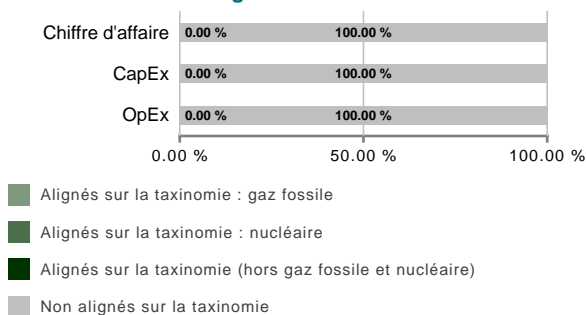 Chiffre d'affaire 0.00 % 100.00 %
CapEx 0.00 % 100.00 %
OpEx 0.00 % 100.00 %
0.00 % 50.00 % 100.00 %
Alignés sur la taxinomie : gaz fossile
Alignés sur la taxinomie : nucléaire
Alignés sur la taxinomie (hors gaz fossile et nucléaire)
Non alignés sur la taxinomie